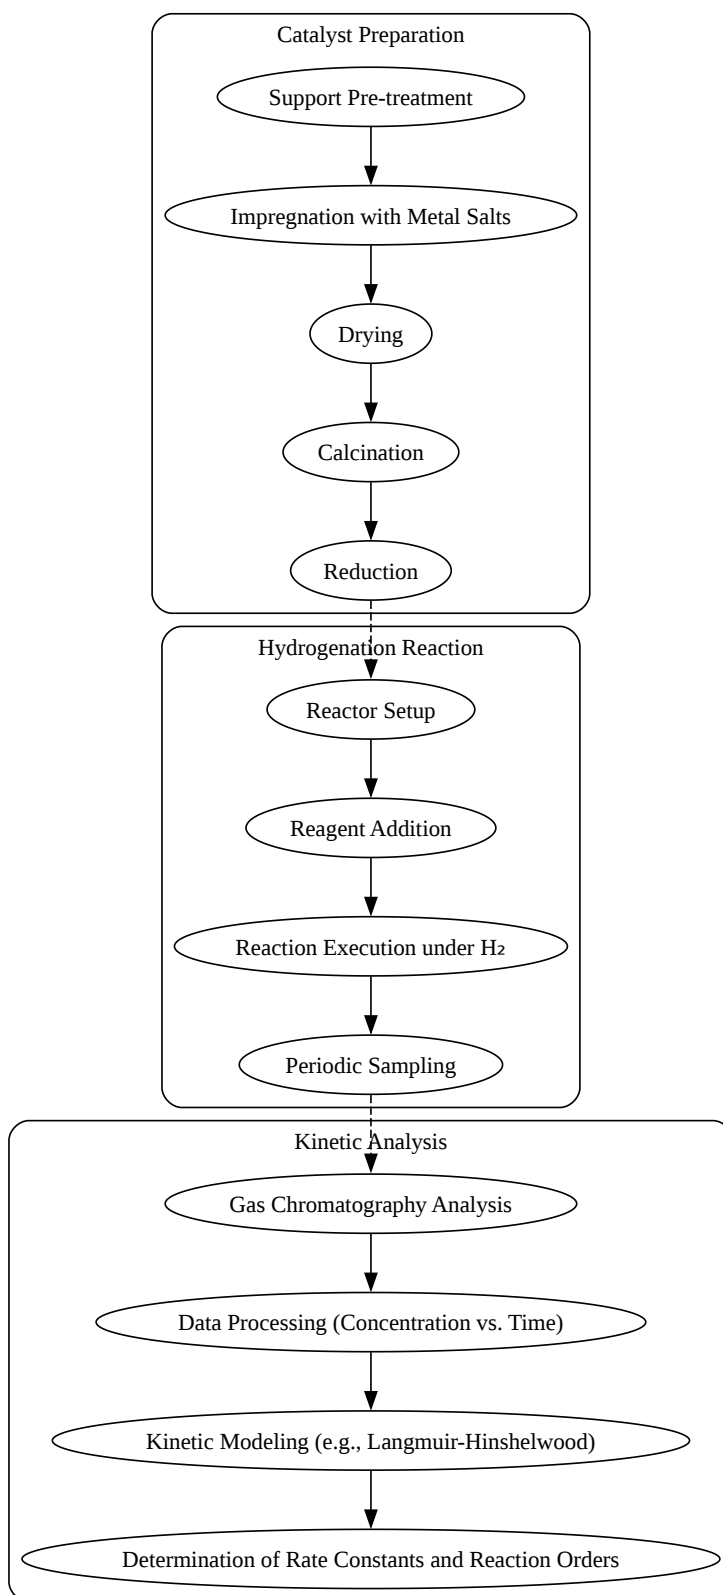 Catalyst Preparation
Support Pre-treatment
Impregnation with Metal Salts
Drying
Calcination
Reduction
Hydrogenation Reaction
Reactor Setup
Reagent Addition
Reaction Execution under H₂
Periodic Sampling
Kinetic Analysis
Gas Chromatography Analysis
Data Processing (Concentration vs. Time)
Kinetic Modeling (e.g., Langmuir-Hinshelwood)
Determination of Rate Constants and Reaction Orders